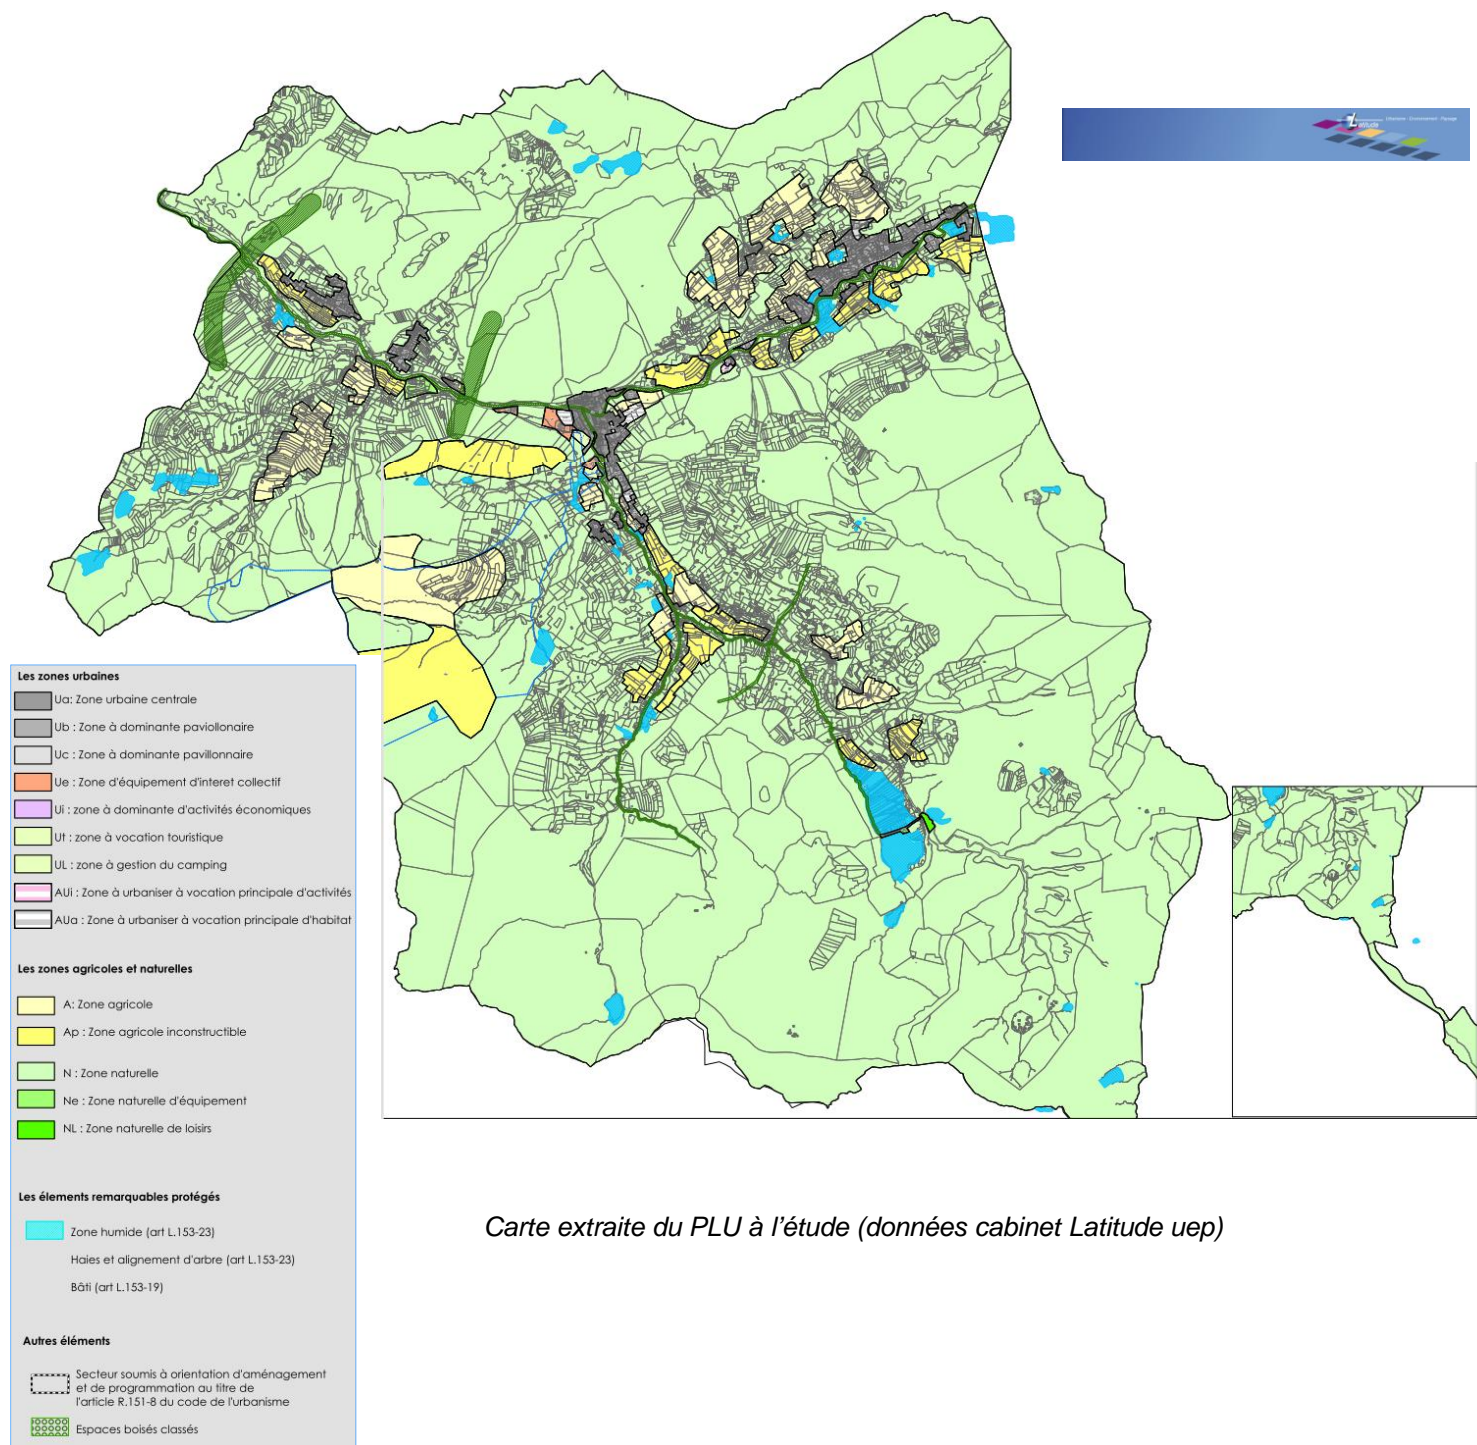 Latitude
Urbanisme - Environnement - Paysage
Les zones urbaines
Ua: Zone urbaine centrale
Ub : Zone à dominante paviollonaire
Uc : Zone à dominante pavillonnaire
Ue : Zone d'équipement d'interet collectif
Ui : zone à dominante d'activités économiques
Ut : zone à vocation touristique
UL : zone à gestion du camping
AUi : Zone à urbaniser à vocation principale d'activités
AUa : Zone à urbaniser à vocation principale d'habitat
Les zones agricoles et naturelles
A: Zone agricole
Ap : Zone agricole inconstructible
N : Zone naturelle
Ne : Zone naturelle d'équipement
NL : Zone naturelle de loisirs
Les élements remarquables protégés
Zone humide (art L.153-23)
Haies et alignement d'arbre (art L.153-23)
Bâti (art L.153-19)
Autres éléments
Secteur soumis à orientation d'aménagement
et de programmation au titre de
l'article R.151-8 du code de l'urbanisme
Espaces boisés classés
Carte extraite du PLU à l'étude (données cabinet Latitude uep)